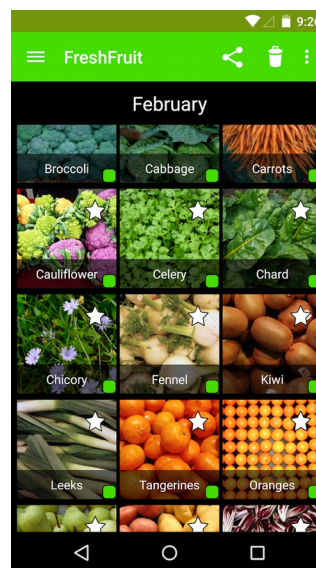 9:26
FreshFruit
February
Broccoli Cabbage Carrots
Cauliflower Celery Chard
Chicory Fennel Kiwi
Leeks Tangerines Oranges